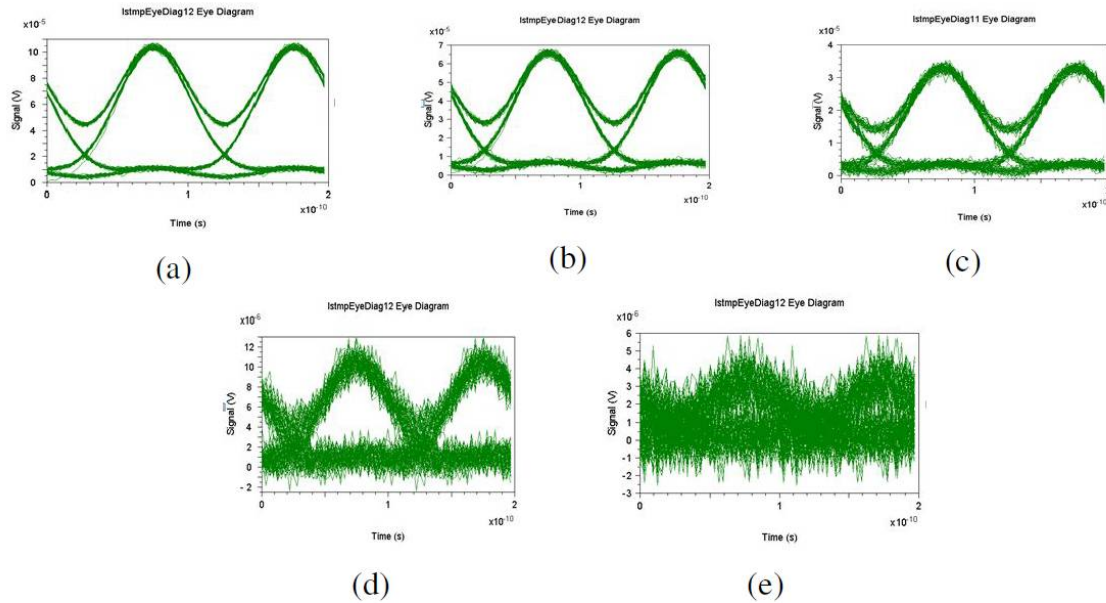 IstmpEyeDiag12 Eye Diagram
x10⁻⁵
10
8
6
4
2
0
Signal (V)
0
1
2
x10⁻¹⁰
Time (s)
(a)
IstmpEyeDiag12 Eye Diagram
x10⁻⁵
7
6
5
4
3
2
1
0
Signal (V)
0
1
2
x10⁻¹⁰
Time (s)
(b)
IstmpEyeDiag11 Eye Diagram
x10⁻⁵
4
3
2
1
0
Signal (V)
0
1
2
x10⁻¹⁰
Time (s)
(c)
IstmpEyeDiag12 Eye Diagram
x10⁻⁶
12
10
8
6
4
2
0
- 2
Signal (V)
0
1
2
x10⁻¹⁰
Time (s)
(d)
IstmpEyeDiag12 Eye Diagram
x10⁻⁶
6
5
4
3
2
1
0
-1
-2
-3
Signal (V)
0
1
2
x10⁻¹⁰
Time (s)
(e)